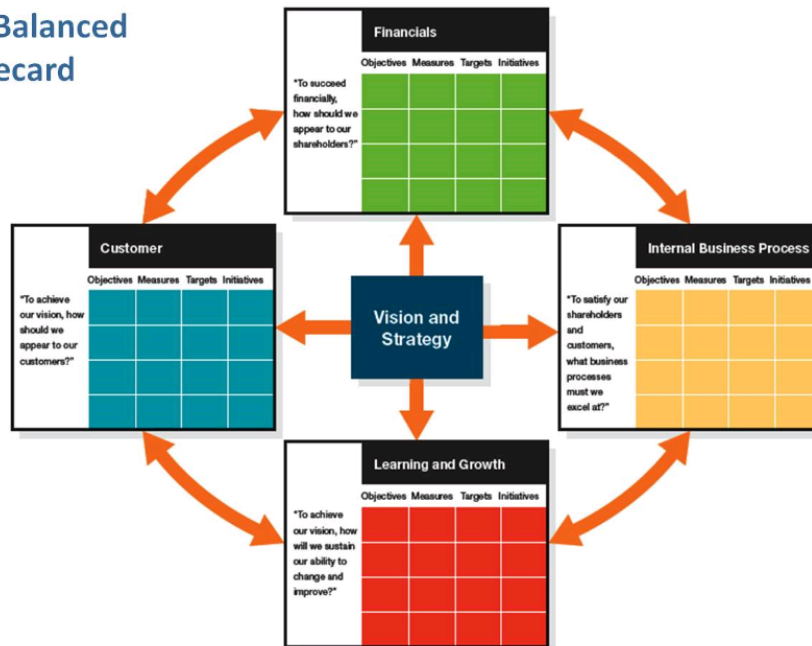 Balanced
ecard
Financials
Objectives Measures Targets Initiatives
"To succeed
financially,
how should we
appear to our
shareholders?"
Customer
Objectives Measures Targets Initiatives
"To achieve
our vision, how
should we
appear to our
customers?"
Vision and
Strategy
Internal Business Process
Objectives Measures Targets Initiatives
"To satisfy our
shareholders
and
customers,
what business
processes
must we
excel at?"
Learning and Growth
Objectives Measures Targets Initiatives
"To achieve
our vision, how
will we sustain
our ability to
change and
improve?"